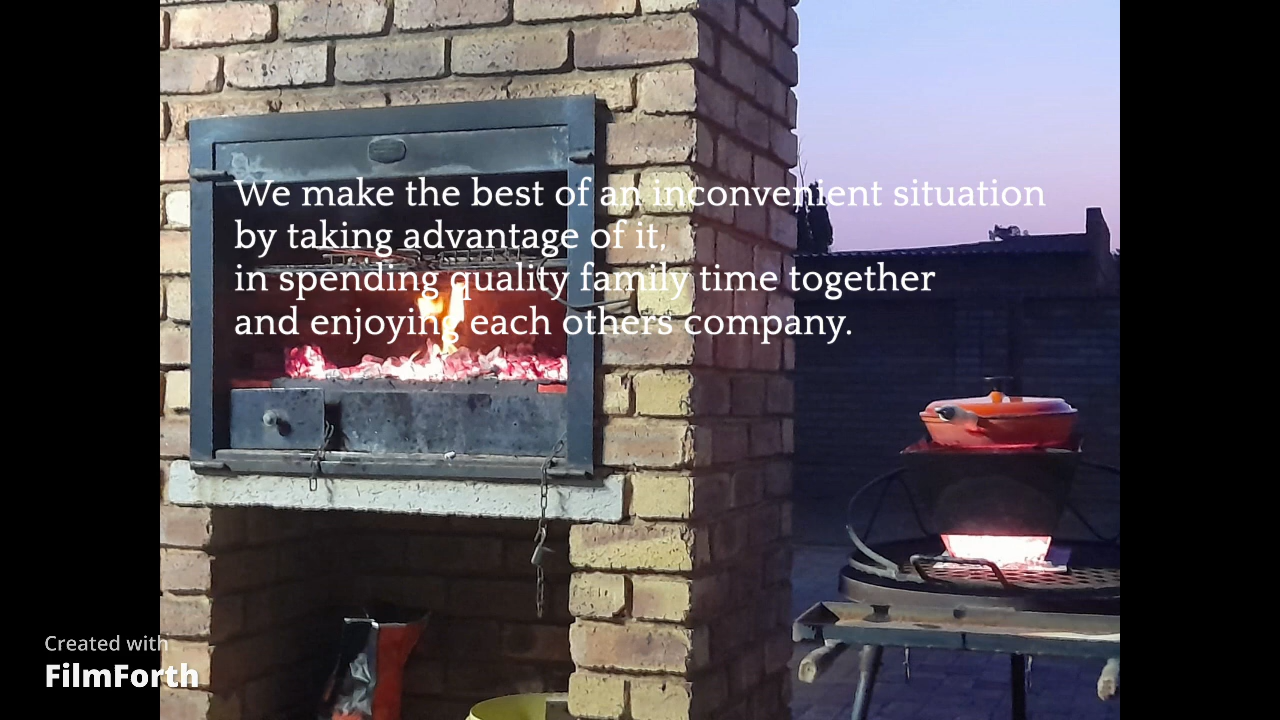 We make the best of an inconvenient situation
by taking advantage of it,
in spending quality family time together
and enjoying each others company.
Created with
FilmForth